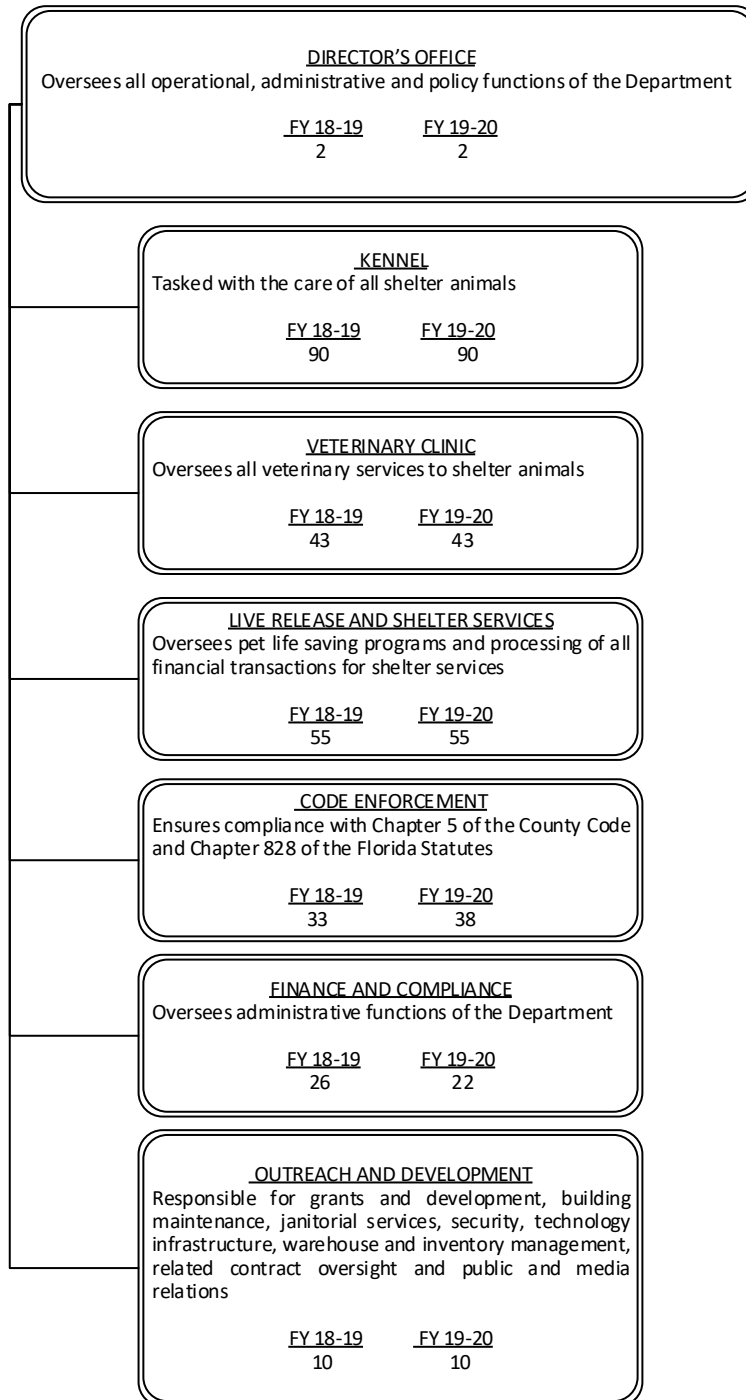 DIRECTOR'S OFFICE
Oversees all operational, administrative and policy functions of the Department
FY 18-19 FY 19-20
2 2
KENNEL
Tasked with the care of all shelter animals
FY 18-19 FY 19-20
90 90
VETERINARY CLINIC
Oversees all veterinary services to shelter animals
FY 18-19 FY 19-20
43 43
LIVE RELEASE AND SHELTER SERVICES
Oversees pet life saving programs and processing of all
financial transactions for shelter services
FY 18-19 FY 19-20
55 55
CODE ENFORCEMENT
Ensures compliance with Chapter 5 of the County Code
and Chapter 828 of the Florida Statutes
FY 18-19 FY 19-20
33 38
FINANCE AND COMPLIANCE
Oversees administrative functions of the Department
FY 18-19 FY 19-20
26 22
OUTREACH AND DEVELOPMENT
Responsible for grants and development, building
maintenance, janitorial services, security, technology
infrastructure, warehouse and inventory management,
related contract oversight and public and media
relations
FY 18-19 FY 19-20
10 10